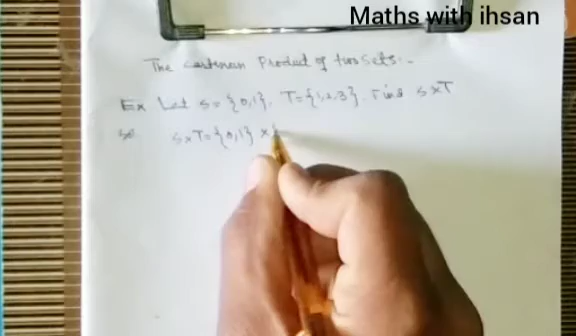 Maths with ihsan
The Cartesian Product of two sets:-
Ex Let S = {0,1}, T={1,2,3}. Find S×T
Sol S×T={0,1} ×